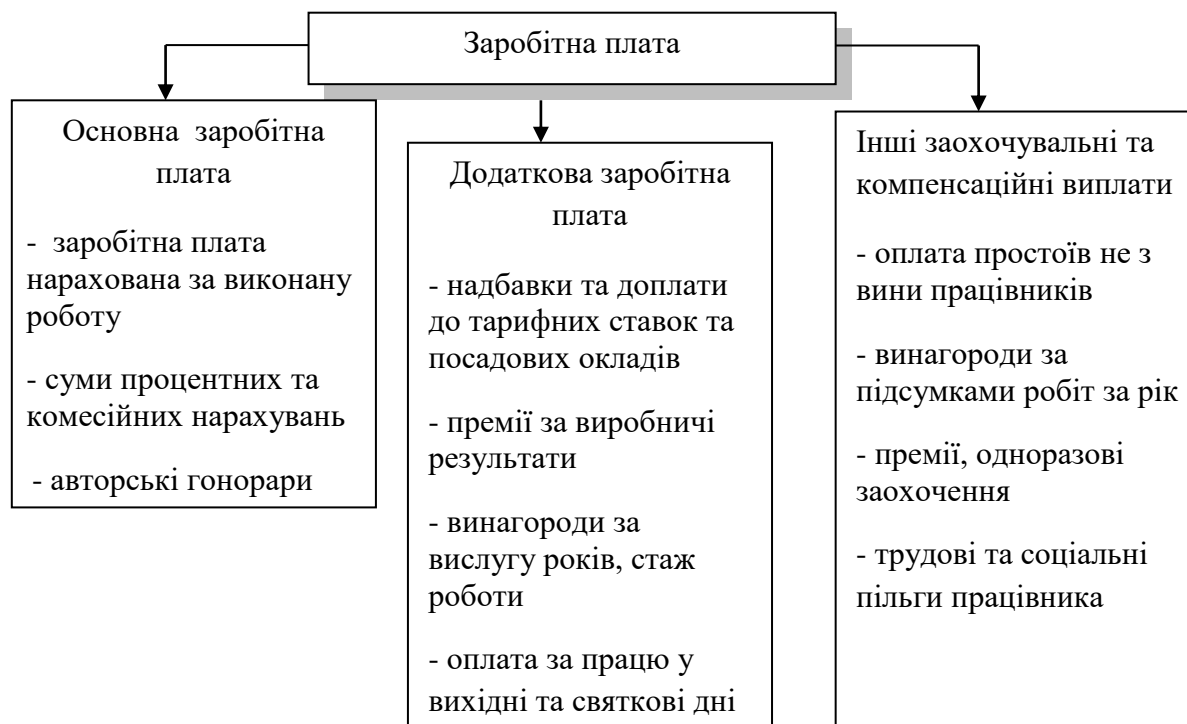 Заробітна плата
Основна заробітна
плата
- заробітна плата
нарахована за виконану
роботу
- суми процентних та
комесійних нарахувань
- авторські гонорари
Додаткова заробітна
плата
- надбавки та доплати
до тарифних ставок та
посадових окладів
- премії за виробничі
результати
- винагороди за
вислугу років, стаж
роботи
- оплата за працю у
вихідні та святкові дні
Інші заохочувальні та
компенсаційні виплати
- оплата простоїв не з
вини працівників
- винагороди за
підсумками робіт за рік
- премії, одноразові
заохочення
- трудові та соціальні
пільги працівника